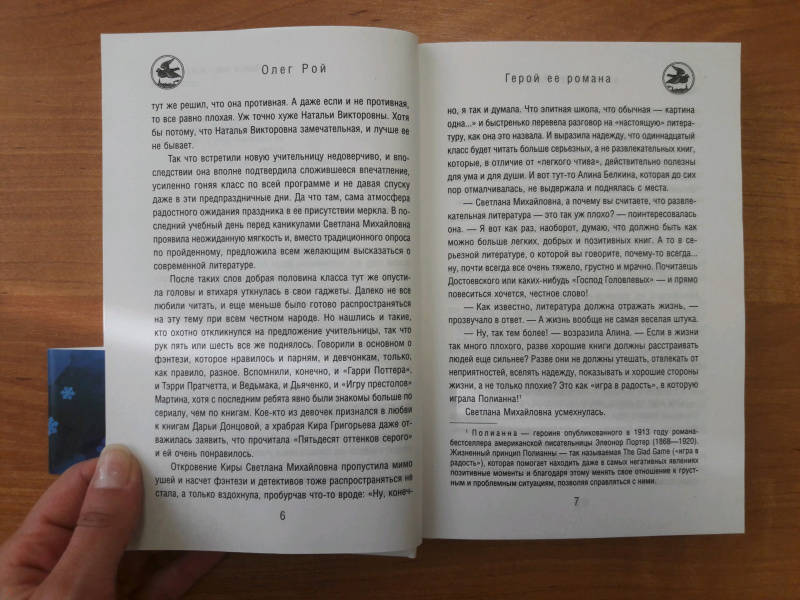 Олег Рой
тут же решил, что она противная. А даже если и не противная,
то все равно плохая. Уж точно хуже Натальи Викторовны. Хотя
бы потому, что Наталья Викторовна замечательная, и лучше ее
не бывает.
Так что встретили новую учительницу недоверчиво, и впо-
следствии она вполне подтвердила сложившееся впечатление,
усиленно гоняя класс по всей программе и не давая спуску
даже в эти предпраздничные дни. Да что там, сама атмосфера
радостного ожидания праздника в ее присутствии меркла. В по-
следний учебный день перед каникулами Светлана Михайловна
проявила неожиданную мягкость и, вместо традиционного опроса
по пройденному, предложила всем желающим высказаться о
современной литературе.
После таких слов добрая половина класса тут же опусти-
ла головы и втихаря уткнулась в свои гаджеты. Далеко не все
любили читать, и еще меньше было готово распространяться
на эту тему при всем честном народе. Но нашлись и такие,
кто охотно откликнулся на предложение учительницы, так что
рук пять или шесть все же поднялось. Говорили в основном о
фэнтези, которое нравилось и парням, и девчонкам, только,
как правило, разное. Вспомнили, конечно, и «Гарри Поттера»,
и Тэрри Пратчетта, и Ведьмака, и Дьяченко, и «Игру престолов»
Мартина, хотя с последним ребята явно были знакомы больше по
сериалу, чем по книгам. Кое-кто из девочек признался в любви
к книгам Дарьи Донцовой, а храбрая Кира Григорьева даже от-
важилась заявить, что прочитала «Пятьдесят оттенков серого»
и ей очень понравилось.
Откровение Киры Светлана Михайловна пропустила мимо
ушей и насчет фэнтези и детективов тоже распространяться не
стала, а только вздохнула, пробурчав что-то вроде: «Ну, конеч-
6
Герой ее романа
но, я так и думала. Что элитная школа, что обычная — картина
одна...» и быстренько перевела разговор на «настоящую» литера-
туру, как она это назвала. И выразила надежду, что одиннадцатый
класс будет читать больше серьезных, а не развлекательных книг,
которые, в отличие от «легкого чтива», действительно полезны
для ума и для души. И вот тут-то Алина Белкина, которая до сих
пор отмалчивалась, не выдержала и поднялась с места.
— Светлана Михайловна, а почему вы считаете, что развле-
кательная литература — это так уж плохо? — поинтересовалась
она. — Я вот как раз, наоборот, думаю, что должно быть как
можно больше легких, добрых и позитивных книг. А то в се-
рьезной литературе, о которой вы говорите, почему-то всегда...
ну, почти всегда все очень тяжело, грустно и мрачно. Почитаешь
Достоевского или каких-нибудь «Господ Головлевых» — и прямо
повеситься хочется, честное слово!
— Как известно, литература должна отражать жизнь, —
прозвучало в ответ. — А жизнь вообще не самая веселая штука.
— Ну, так тем более! — возразила Алина. — Если в жизни
так много плохого, разве хорошие книги должны расстраивать
людей еще сильнее? Разве они не должны утешать, отвлекать от
неприятностей, вселять надежду, показывать и хорошие стороны
жизни, а не только плохие? Это как «игра в радость», в которую
играла Полианна!¹
Светлана Михайловна усмехнулась.
¹ Полианна — героиня опубликованного в 1913 году романа-
бестселлера американской писательницы Элеонор Портер (1868—1920).
Жизненный принцип Полианны — так называемая The Glad Game («игра в
радость»), которая помогает находить даже в самых негативных явлениях
позитивные моменты и благодаря этому менять свое отношение к груст-
ным и проблемным ситуациям, позволяя справляться с ними.
7